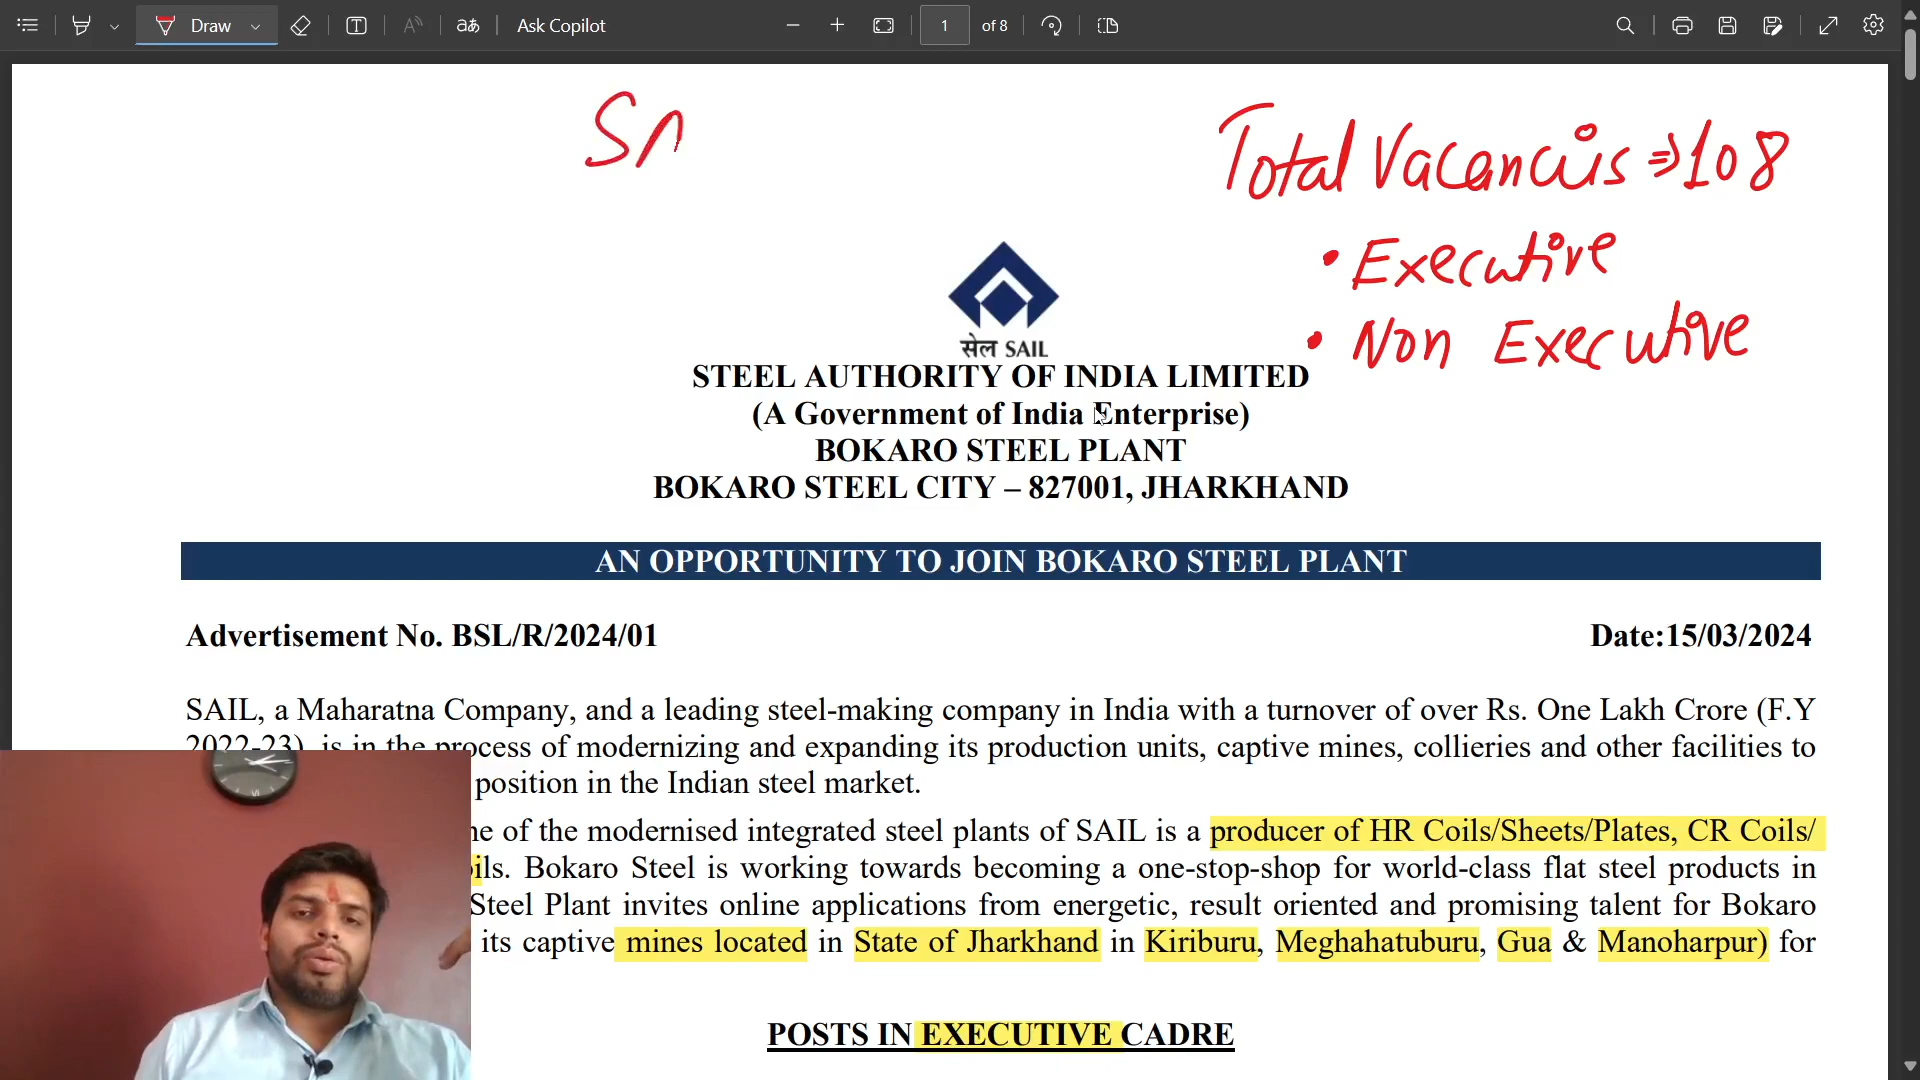 Draw
Ask Copilot
1 of 8
Total Vacancies ⇒ 108
• Executive
• Non Executive
सेल SAIL
STEEL AUTHORITY OF INDIA LIMITED
(A Government of India Enterprise)
BOKARO STEEL PLANT
BOKARO STEEL CITY – 827001, JHARKHAND
AN OPPORTUNITY TO JOIN BOKARO STEEL PLANT
Advertisement No. BSL/R/2024/01 Date:15/03/2024
SAIL, a Maharatna Company, and a leading steel-making company in India with a turnover of over Rs. One Lakh Crore (F.Y
2022-23), is in the process of modernizing and expanding its production units, captive mines, collieries and other facilities to
position in the Indian steel market.
of the modernised integrated steel plants of SAIL is a producer of HR Coils/Sheets/Plates, CR Coils/
ils. Bokaro Steel is working towards becoming a one-stop-shop for world-class flat steel products in
Steel Plant invites online applications from energetic, result oriented and promising talent for Bokaro
its captive mines located in State of Jharkhand in Kiriburu, Meghahatuburu, Gua & Manoharpur) for
POSTS IN EXECUTIVE CADRE